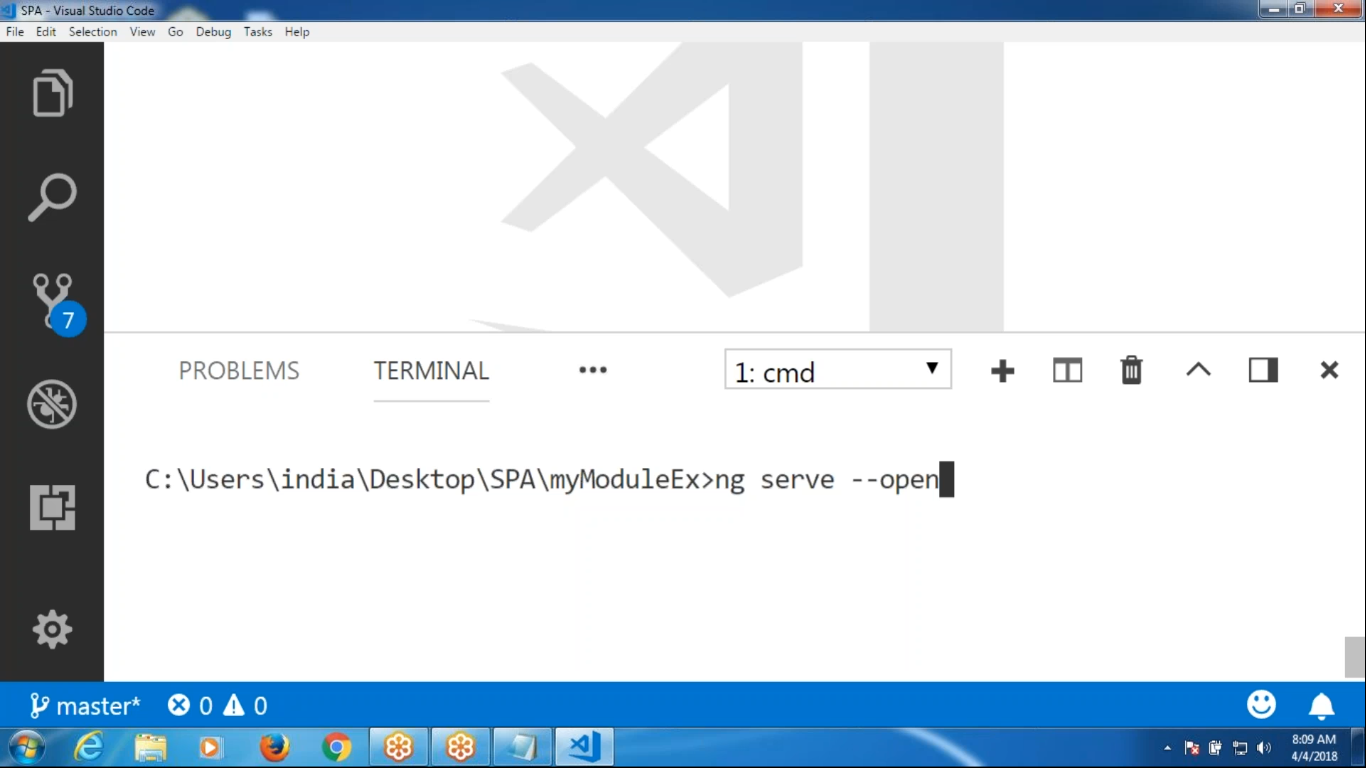 SPA - Visual Studio Code
File Edit Selection View Go Debug Tasks Help
7
PROBLEMS TERMINAL ••• 1: cmd
C:\Users\india\Desktop\SPA\myModuleEx>ng serve --open
master* 0 0
8:09 AM
4/4/2018